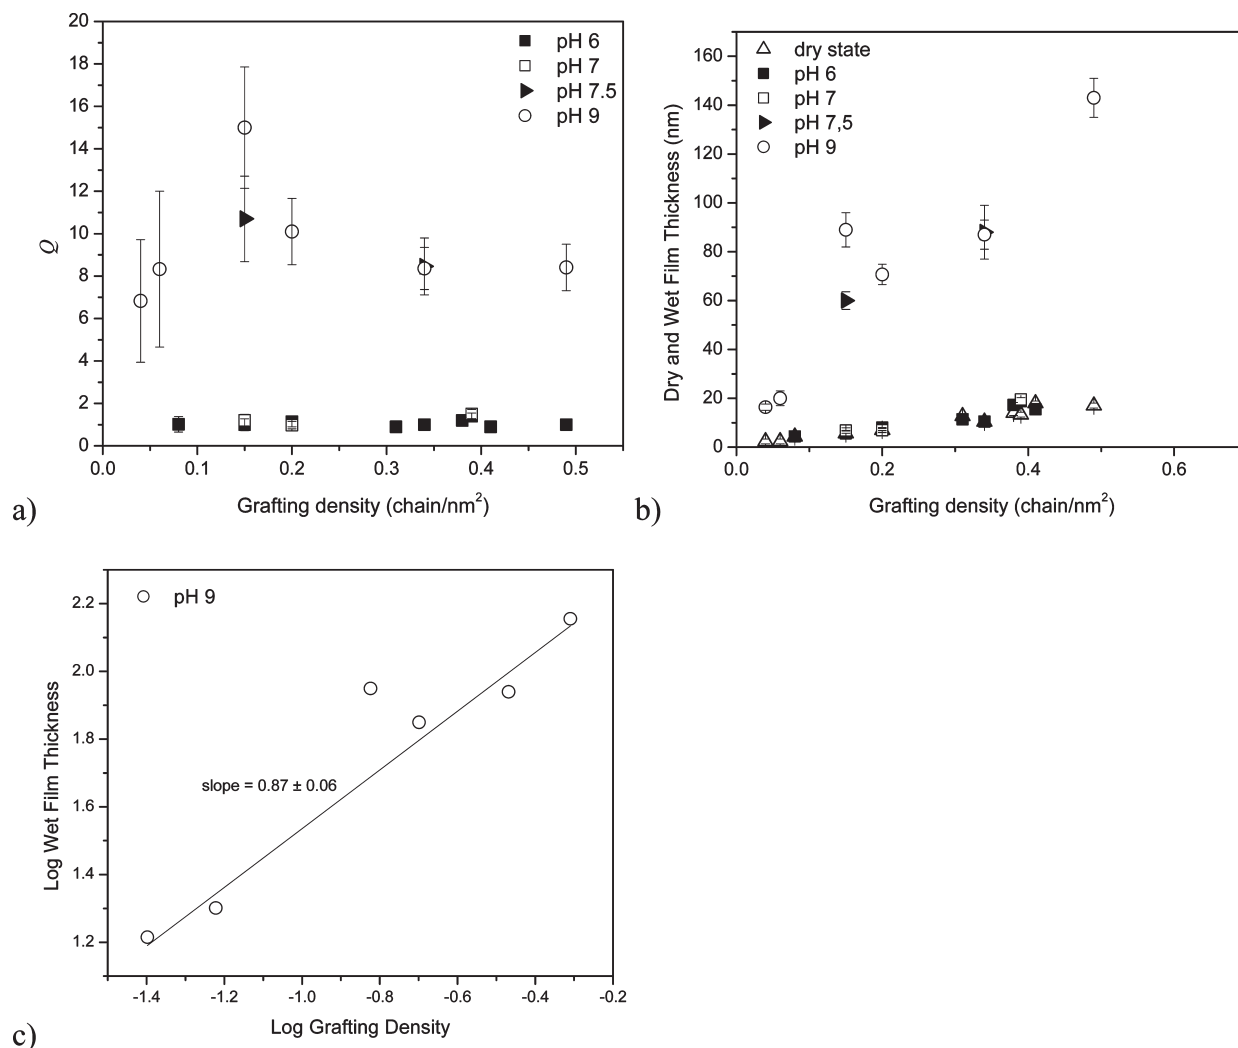 20
18
16
14
12
10
8
6
4
2
0
Q
pH 6
pH 7
pH 7.5
pH 9
0.0 0.1 0.2 0.3 0.4 0.5
Grafting density (chain/nm²)
a)
160
140
120
100
80
60
40
20
0
Dry and Wet Film Thickness (nm)
dry state
pH 6
pH 7
pH 7,5
pH 9
0.0 0.2 0.4 0.6
Grafting density (chain/nm²)
b)
2.2
2.0
1.8
1.6
1.4
1.2
Log Wet Film Thickness
pH 9
slope = 0.87 ± 0.06
-1.4 -1.2 -1.0 -0.8 -0.6 -0.4 -0.2
Log Grafting Density
c)